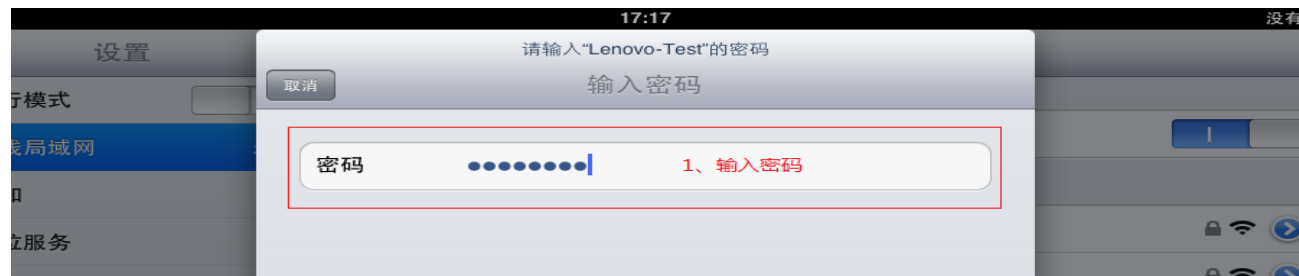 17:17
没有
设置
请输入“Lenovo-Test”的密码
取消
输入密码
行模式
线局域网
密码
1、输入密码
知
位服务